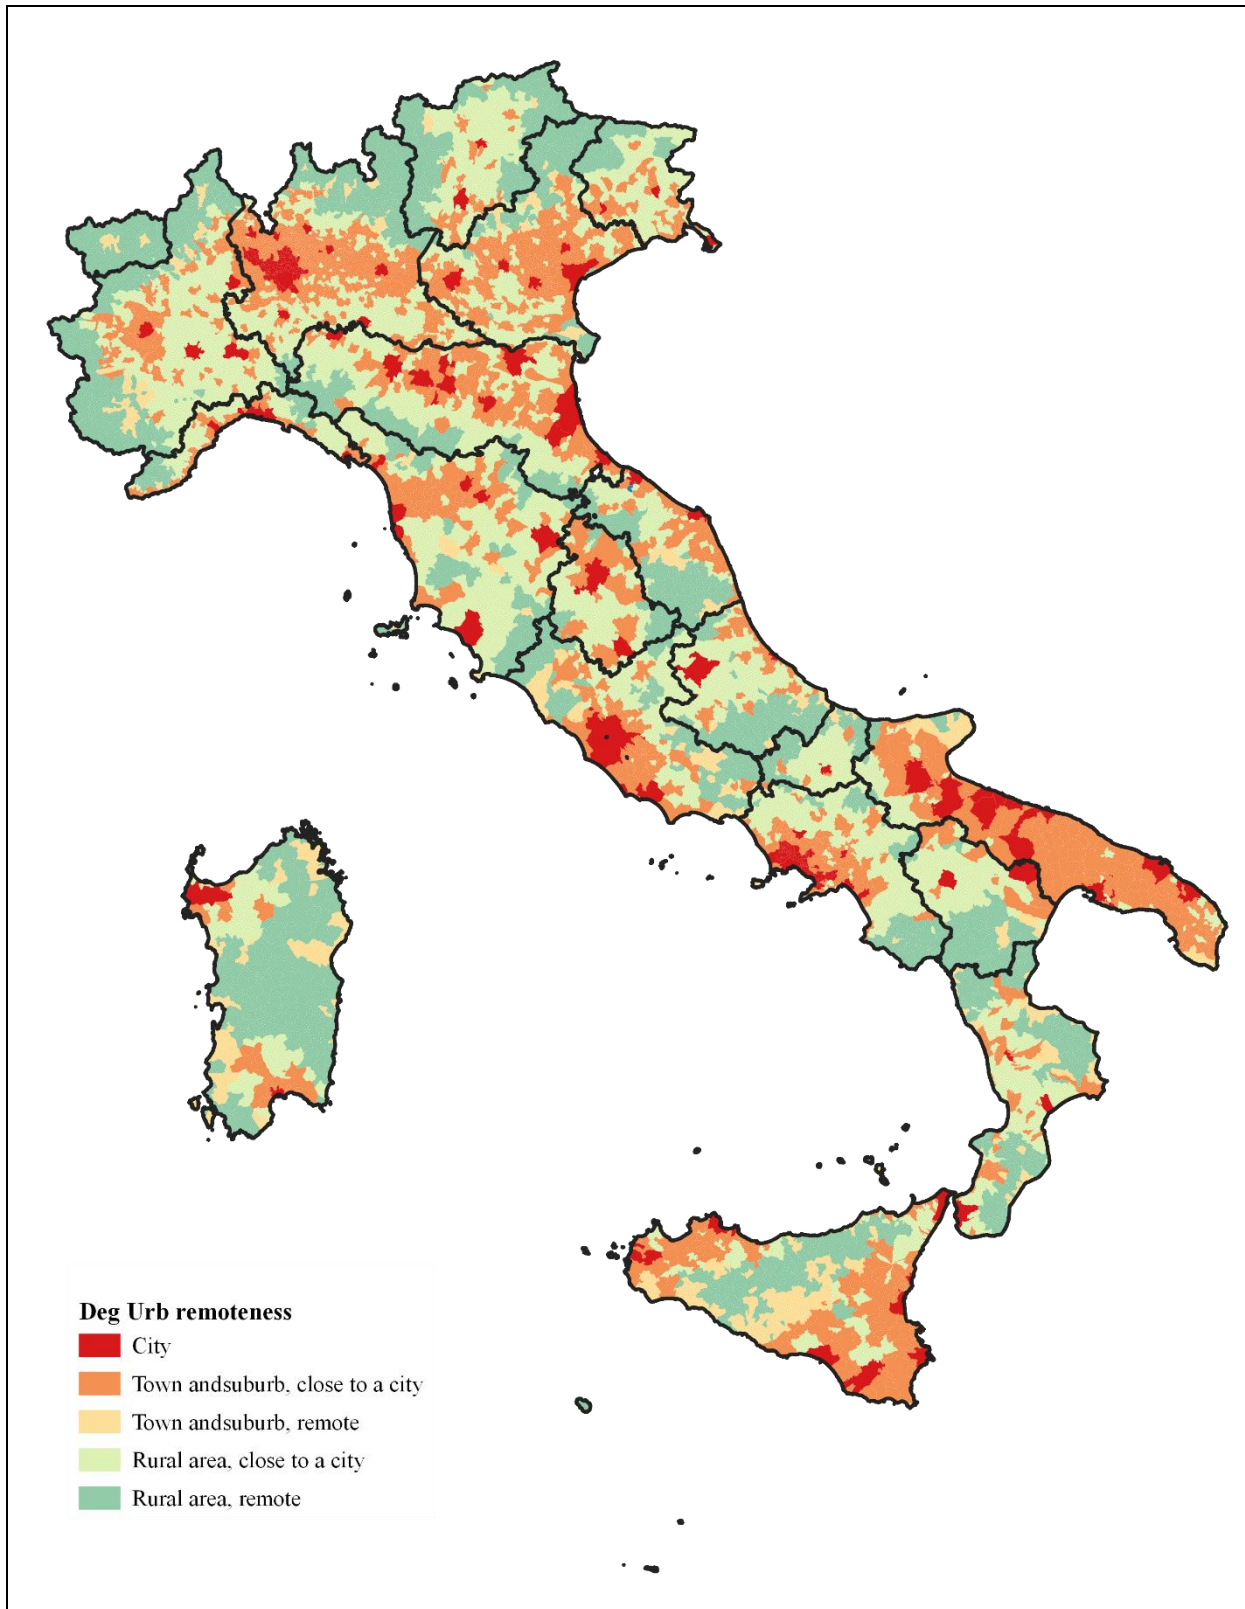 Deg Urb remoteness
City
Town andsuburb, close to a city
Town andsuburb, remote
Rural area, close to a city
Rural area, remote